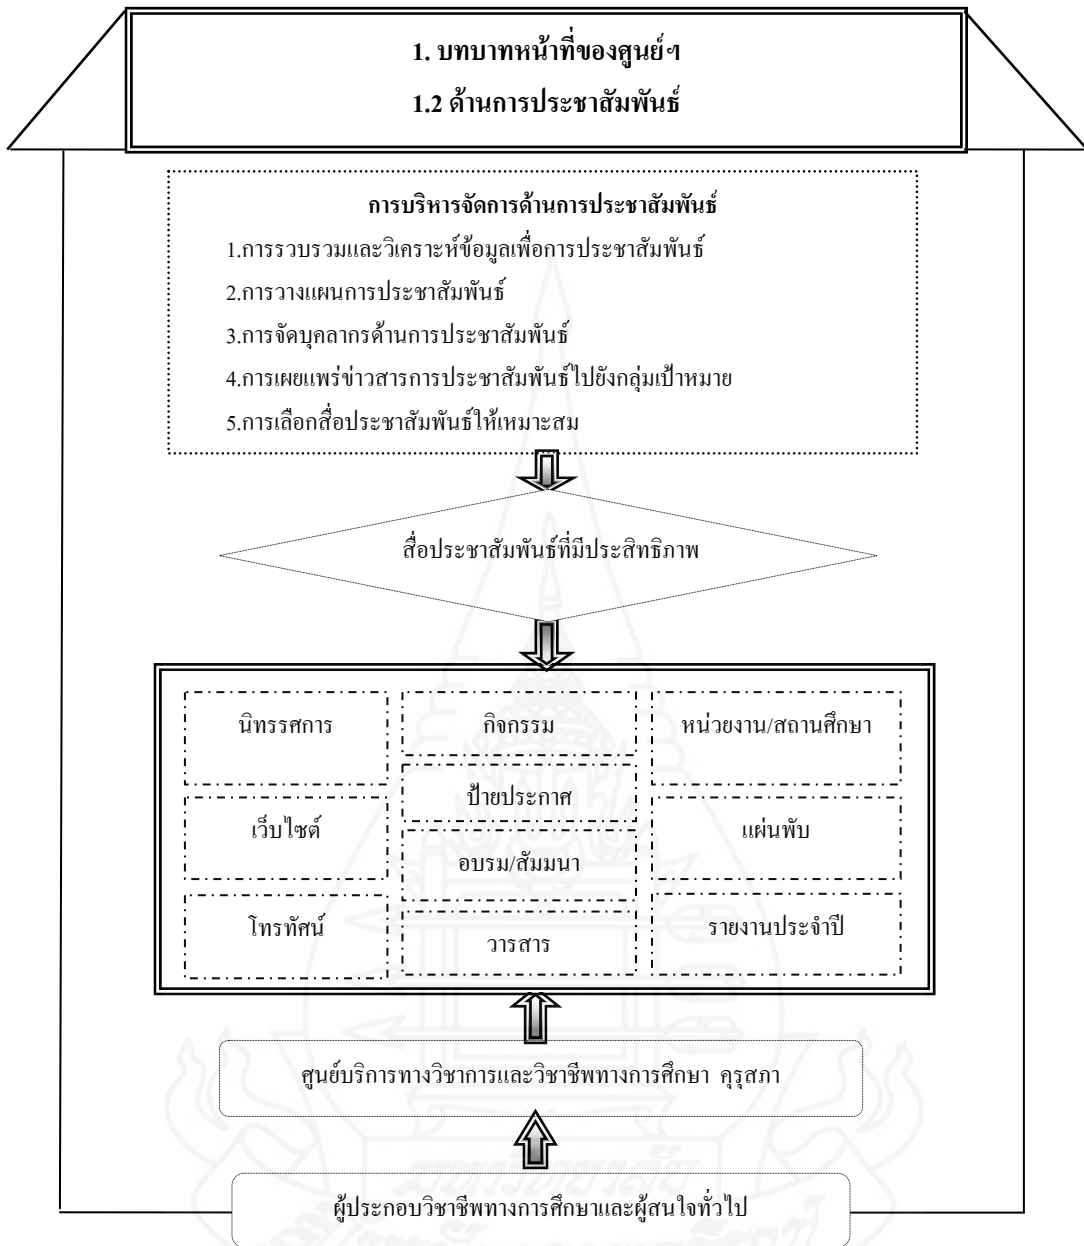 1. บทบาทหน้าที่ของศูนย์ฯ
1.2 ด้านการประชาสัมพันธ์
การบริหารจัดการด้านการประชาสัมพันธ์
1.การรวบรวมและวิเคราะห์ข้อมูลเพื่อการประชาสัมพันธ์
2.การวางแผนการประชาสัมพันธ์
3.การจัดบุคลากรด้านการประชาสัมพันธ์
4.การเผยแพร่ข่าวสารการประชาสัมพันธ์ไปยังกลุ่มเป้าหมาย
5.การเลือกสื่อประชาสัมพันธ์ให้เหมาะสม
สื่อประชาสัมพันธ์ที่มีประสิทธิภาพ
นิทรรศการ
กิจกรรม
หน่วยงาน/สถานศึกษา
ป้ายประกาศ
เว็บไซต์
แผ่นพับ
อบรม/สัมมนา
โทรทัศน์
วารสาร
รายงานประจำปี
ศูนย์บริการทางวิชาการและวิชาชีพทางการศึกษา คุรุสภา
ผู้ประกอบวิชาชีพทางการศึกษาและผู้สนใจทั่วไป